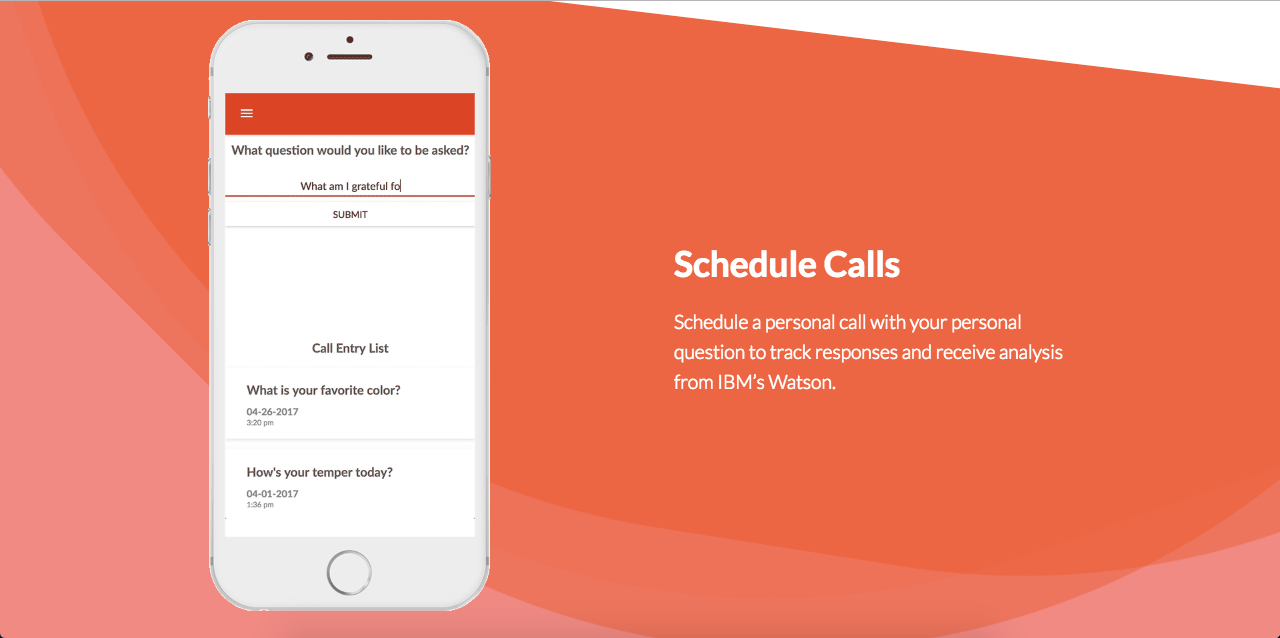 What question would you like to be asked?
What am I grateful fo
SUBMIT
Call Entry List
What is your favorite color?
04-26-2017
3:20 pm
How's your temper today?
04-01-2017
1:36 pm
Schedule Calls
Schedule a personal call with your personal
question to track responses and receive analysis
from IBM's Watson.